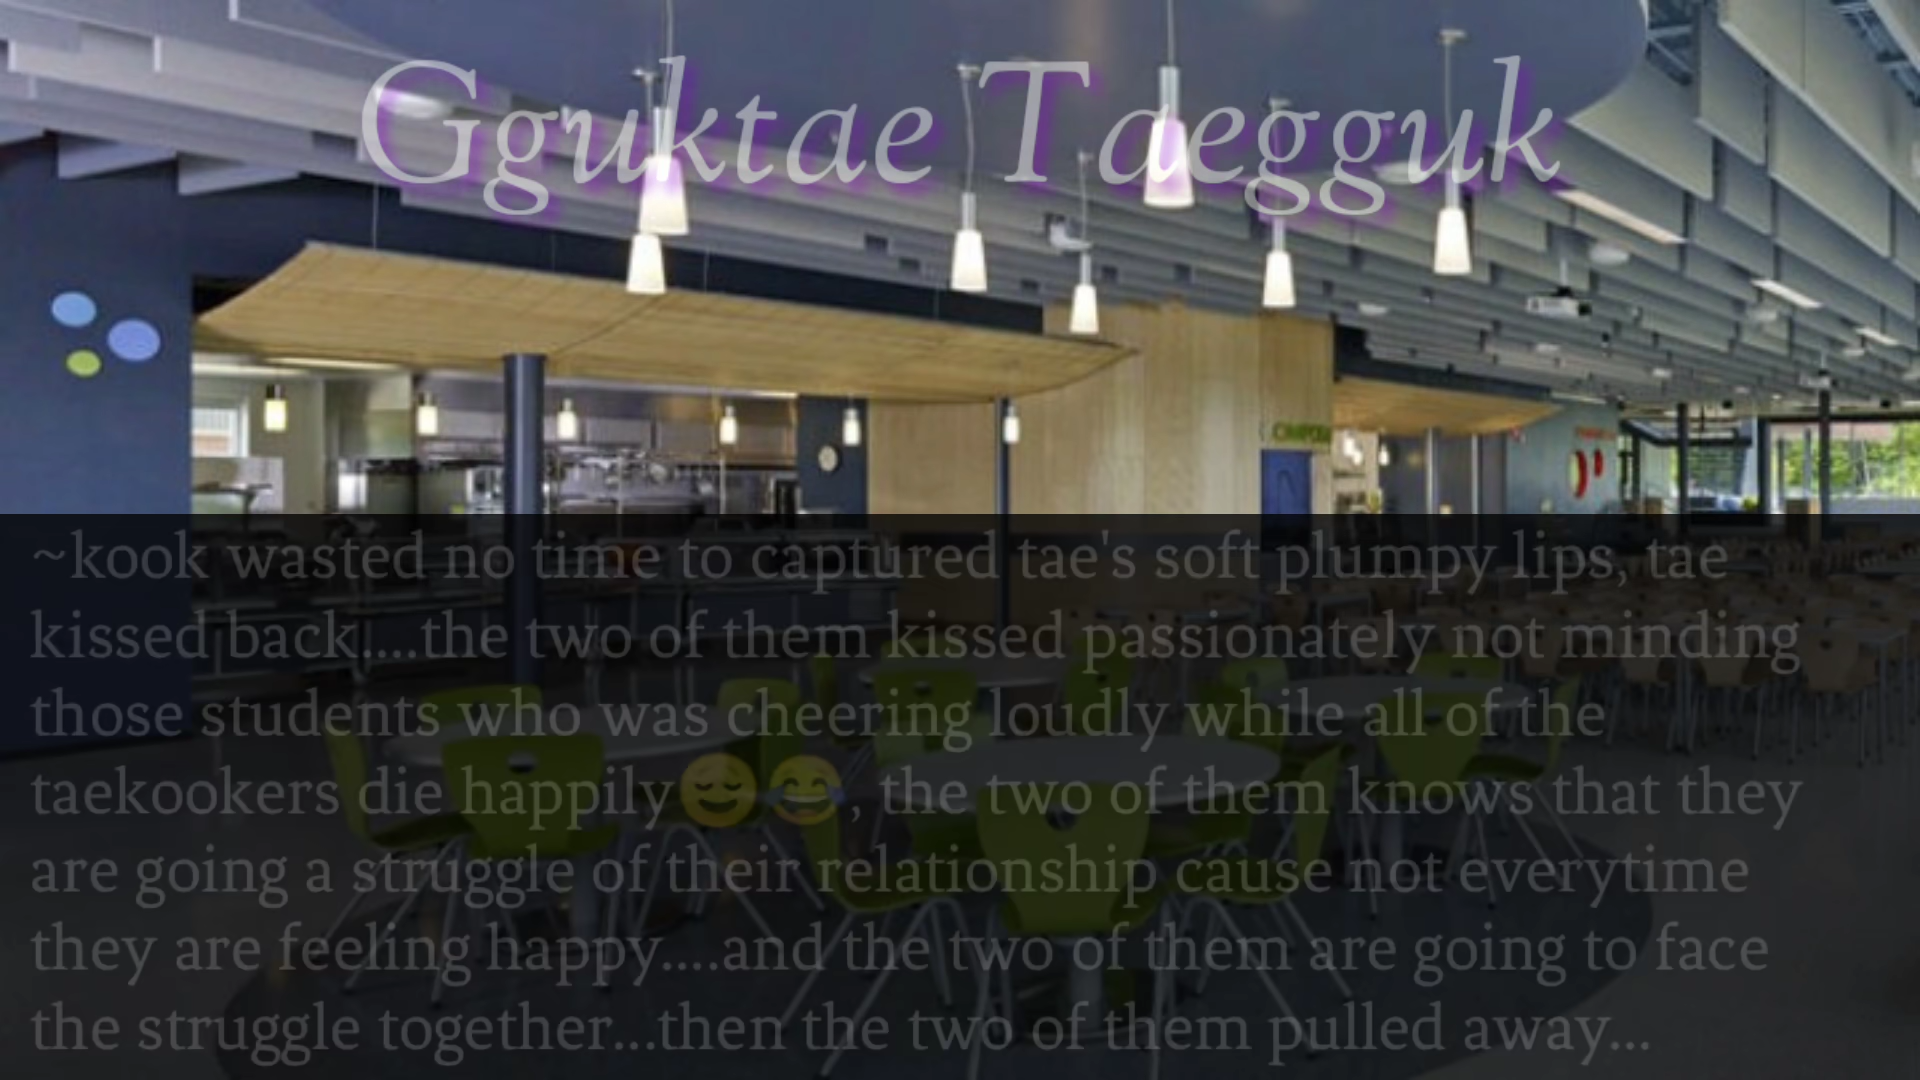 Gguktae Taegguk
~kook wasted no time to captured tae's soft plumpy lips, tae
kissed back....the two of them kissed passionately not minding
those students who was cheering loudly while all of the
taekookers die happily😌😂, the two of them knows that they
are going a struggle of their relationship cause not everytime
they are feeling happy....and the two of them are going to face
the struggle together...then the two of them pulled away...